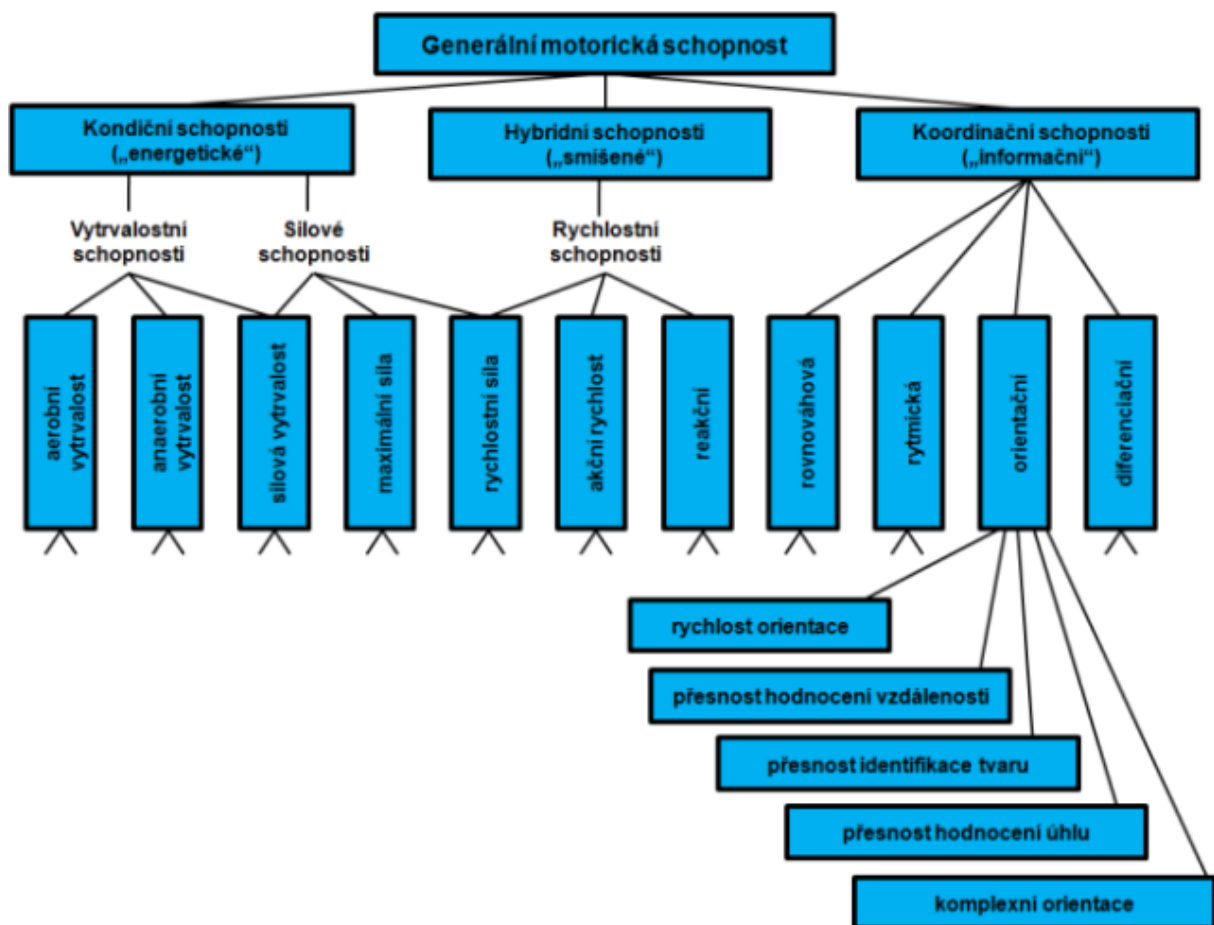 Generální motorická schopnost
Kondiční schopnosti
(„energetické“)
Hybridní schopnosti
(„smíšené“)
Koordinační schopnosti
(„informační“)
Vytrvalostní
schopnosti
Silové
schopnosti
Rychlostní
schopnosti
aerobní
vytrvalost
anaerobní
vytrvalost
silová vytrvalost
maximální síla
rychlostní síla
akční rychlost
reakční
rovnováhová
rytmická
orientační
diferenciační
rychlost orientace
přesnost hodnocení vzdálenosti
přesnost identifikace tvaru
přesnost hodnocení úhlu
komplexní orientace